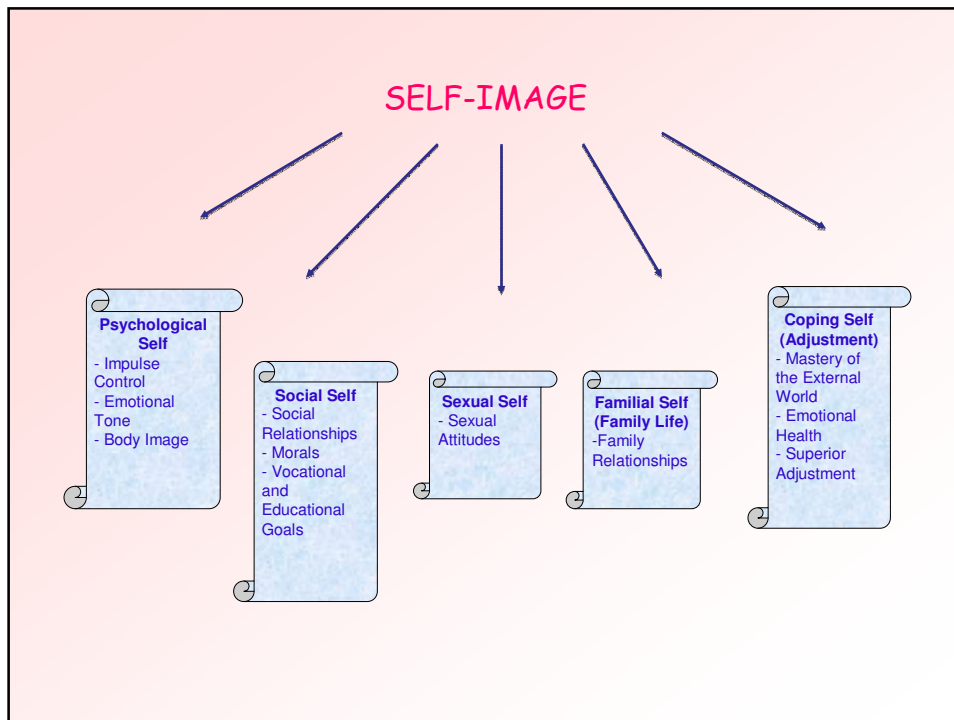 SELF-IMAGE
Psychological
Self
- Impulse
Control
- Emotional
Tone
- Body Image
Social Self
- Social
Relationships
- Morals
- Vocational
and
Educational
Goals
Sexual Self
- Sexual
Attitudes
Familial Self
(Family Life)
-Family
Relationships
Coping Self
(Adjustment)
- Mastery of
the External
World
- Emotional
Health
- Superior
Adjustment